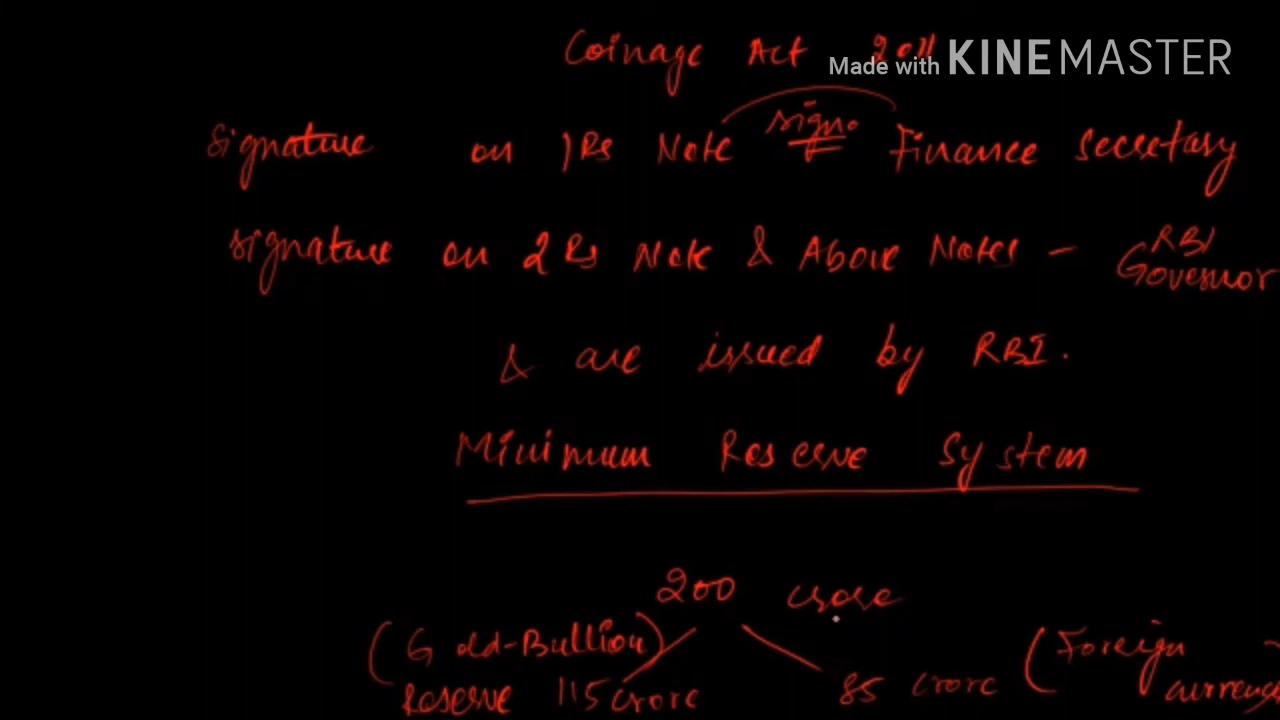 Coinage Act 2011
Made with KINEMASTER
Signature on 1Rs Note sign. Finance Secretary
signature on 2Rs Note & Above Notes - RBI Governor
& are issued by RBI.
Minimum Reserve System
200 crore
(Gold-Bullion) (Foreign
Reserve 115 crore 85 crore currency